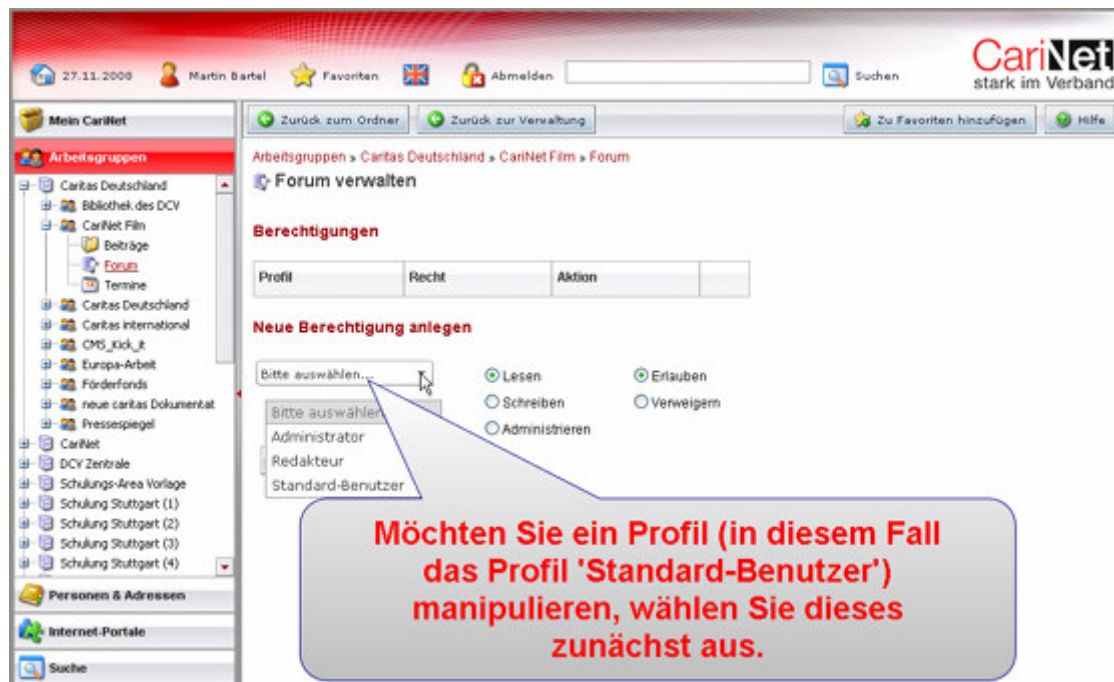 CariNet
stark im Verband
27.11.2008 Martin Bartel Favoriten Abmelden Suchen
Mein CariNet
Zurück zum Ordner Zurück zur Verwaltung Zu Favoriten hinzufügen Hilfe
Arbeitsgruppen
Caritas Deutschland
Bibliothek des DCV
CariNet Film
Beiträge
Forum
Termine
Caritas Deutschland
Caritas international
CMS_Kick_it
Europa-Arbeit
Förderfonds
neue caritas Dokumentat
Pressespiegel
CariNet
DCV Zentrale
Schulungs-Area Vorlage
Schulung Stuttgart (1)
Schulung Stuttgart (2)
Schulung Stuttgart (3)
Schulung Stuttgart (4)
Personen & Adressen
Internet-Portale
Suche
Arbeitsgruppen » Caritas Deutschland » CariNet Film » Forum
Forum verwalten
Berechtigungen
Profil Recht Aktion
Neue Berechtigung anlegen
Bitte auswählen... Lesen Erlauben
Bitte auswählen Schreiben Verweigern
Administrator Administrieren
Redakteur
Standard-Benutzer
Möchten Sie ein Profil (in diesem Fall
das Profil 'Standard-Benutzer')
manipulieren, wählen Sie dieses
zunächst aus.